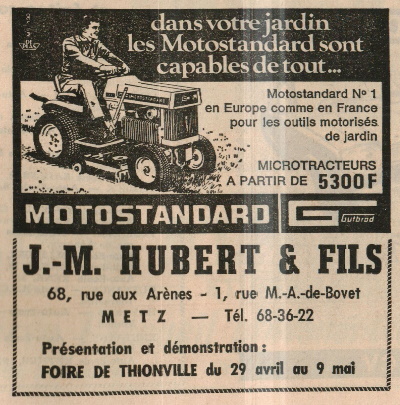 dans votre jardin
les Motostandard sont
capables de tout...
Motostandard No 1
en Europe comme en France
pour les outils motorisés
de jardin
MICROTRACTEURS
A PARTIR DE 5300F
MOTOSTANDARD
Gutbrod
J.-M. HUBERT & FILS
68, rue aux Arènes - 1, rue M.-A.-de-Bovet
METZ — Tél. 68-36-22
Présentation et démonstration :
FOIRE DE THIONVILLE du 29 avril au 9 mai